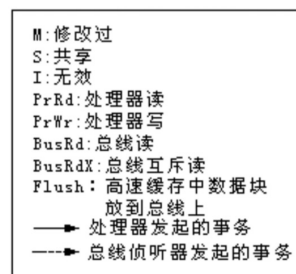 M:修改过
S:共享
I:无效
PrRd:处理器读
PrWr:处理器写
BusRd:总线读
BusRdX:总线互斥读
Flush：高速缓存中数据块
放到总线上
处理器发起的事务
总线侦听器发起的事务